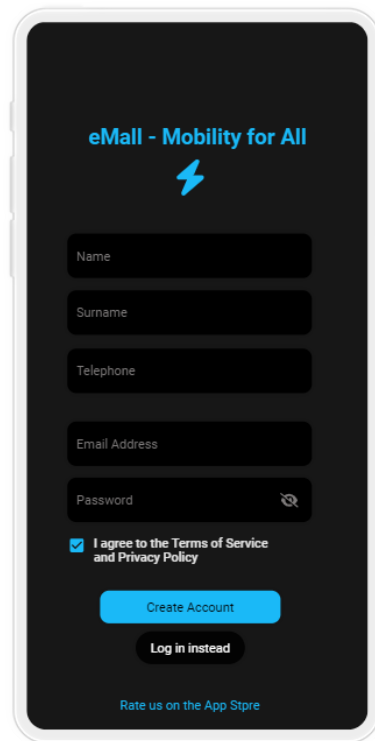 eMall - Mobility for All
Name
Surname
Telephone
Email Address
Password
I agree to the Terms of Service
and Privacy Policy
Create Account
Log in instead
Rate us on the App Stpre